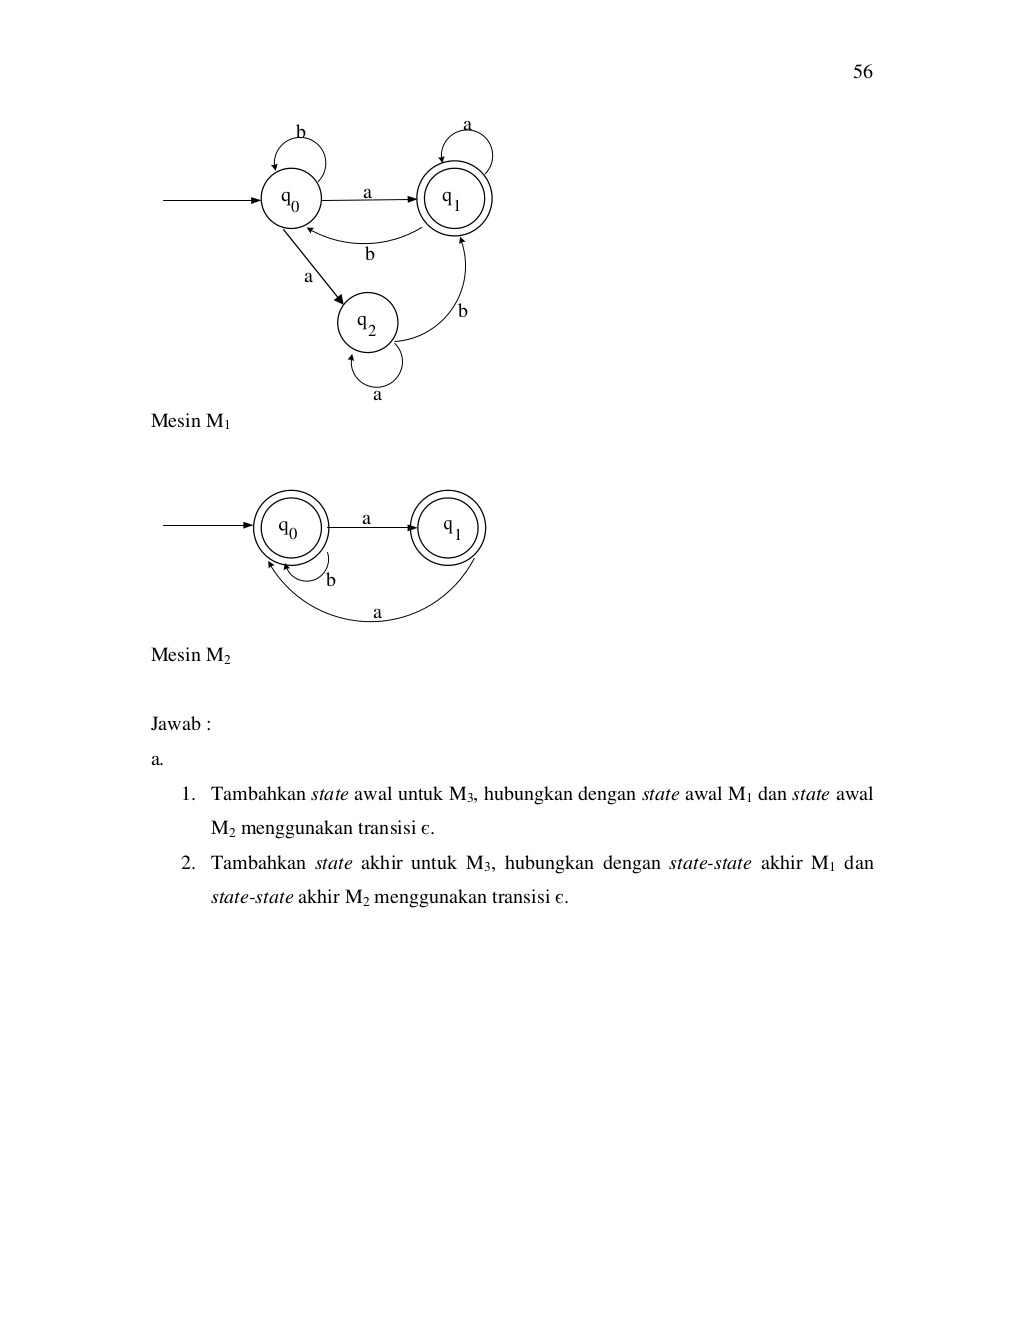 56
b
a
q0
a
q1
b
a
b
q2
a
Mesin M1
q0
a
q1
b
a
Mesin M2
Jawab :
a.
1. Tambahkan state awal untuk M3, hubungkan dengan state awal M1 dan state awal
M2 menggunakan transisi є.
2. Tambahkan state akhir untuk M3, hubungkan dengan state-state akhir M1 dan
state-state akhir M2 menggunakan transisi є.